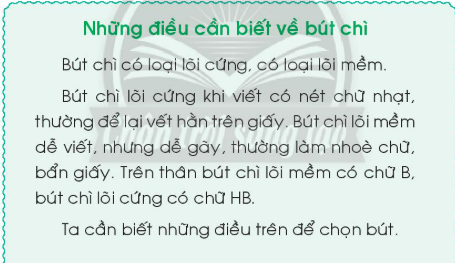 Những điều cần biết về bút chì
Bút chì có loại lõi cứng, có loại lõi mềm.
Bút chì lõi cứng khi viết có nét chữ nhạt,
thường để lại vết hằn trên giấy. Bút chì lõi mềm
dễ viết, nhưng dễ gãy, thường làm nhoè chữ,
bẩn giấy. Trên thân bút chì lõi mềm có chữ B,
bút chì lõi cứng có chữ HB.
Ta cần biết những điều trên để chọn bút.